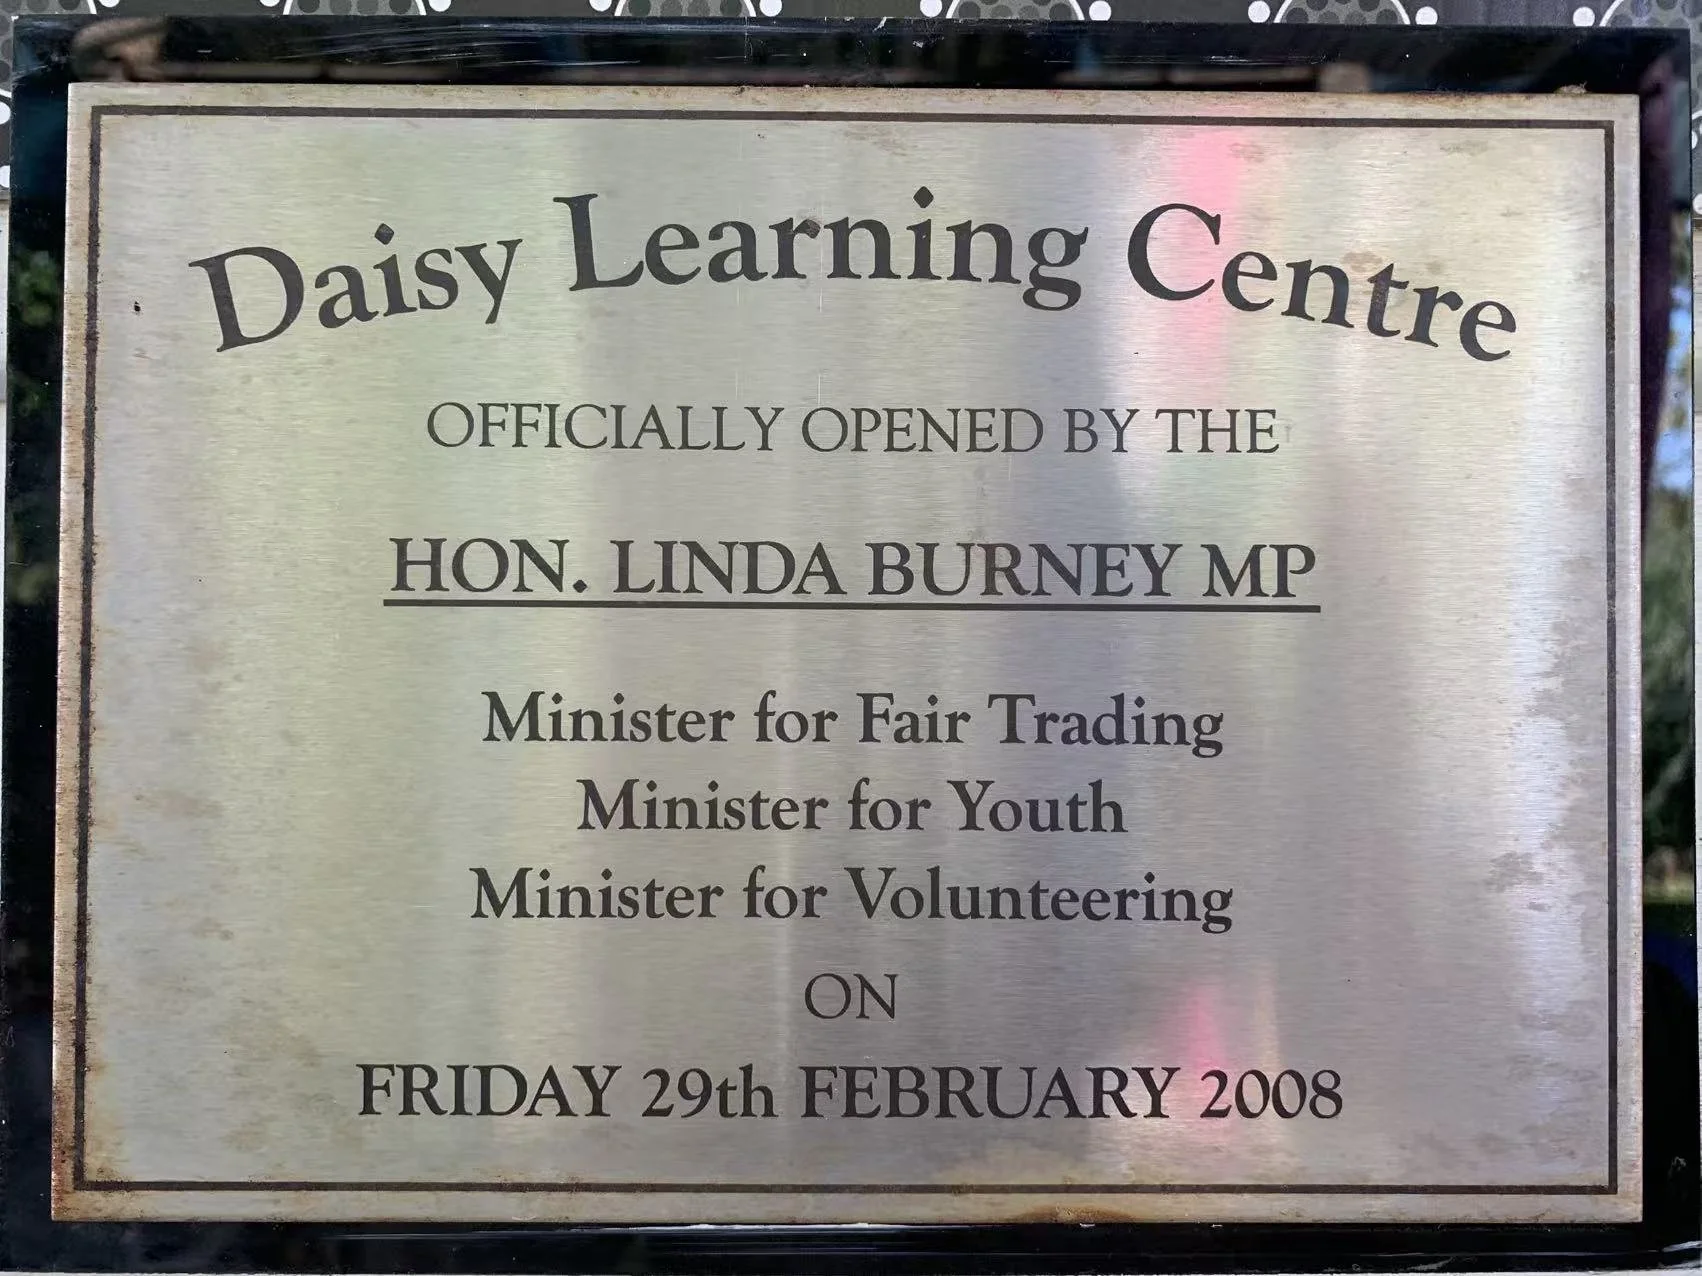 Daisy Learning Centre
OFFICIALLY OPENED BY THE
HON. LINDA BURNEY MP
Minister for Fair Trading
Minister for Youth
Minister for Volunteering
ON
FRIDAY 29th FEBRUARY 2008